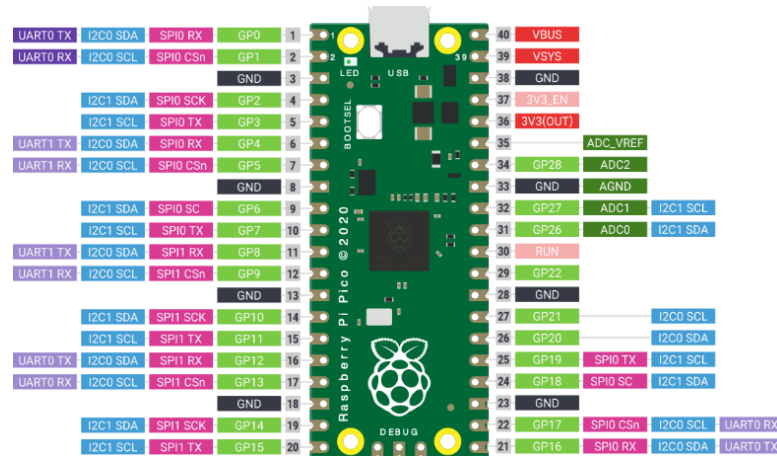 UART0 TX I2C0 SDA SPI0 RX GP0 1 1 40 VBUS
UART0 RX I2C0 SCL SPI0 CSn GP1 2 2 LED USB 39 39 VSYS
GND 3 38 GND
I2C1 SDA SPI0 SCK GP2 4 37 3V3_EN
I2C1 SCL SPI0 TX GP3 5 BOOTSEL 36 3V3(OUT)
UART1 TX I2C0 SDA SPI0 RX GP4 6 35 ADC_VREF
UART1 RX I2C0 SCL SPI0 CSn GP5 7 34 GP28 ADC2
GND 8 33 GND AGND
I2C1 SDA SPI0 SC GP6 9 32 GP27 ADC1 I2C1 SCL
I2C1 SCL SPI0 TX GP7 10 31 GP26 ADC0 I2C1 SDA
UART1 TX I2C0 SDA SPI1 RX GP8 11 30 RUN
UART1 RX I2C0 SCL SPI1 CSn GP9 12 29 GP22
GND 13 28 GND
I2C1 SDA SPI1 SCK GP10 14 27 GP21 I2C0 SCL
I2C1 SCL SPI1 TX GP11 15 26 GP20 I2C0 SDA
UART0 TX I2C0 SDA SPI1 RX GP12 16 25 GP19 SPI0 TX I2C1 SCL
UART0 RX I2C0 SCL SPI1 CSn GP13 17 24 GP18 SPI0 SC I2C1 SDA
GND 18 23 GND
I2C1 SDA SPI1 SCK GP14 19 22 GP17 SPI0 CSn I2C0 SCL UART0 RX
I2C1 SCL SPI1 TX GP15 20 21 GP16 SPI0 RX I2C0 SDA UART0 TX
Raspberry Pi Pico © 2020
DEBUG